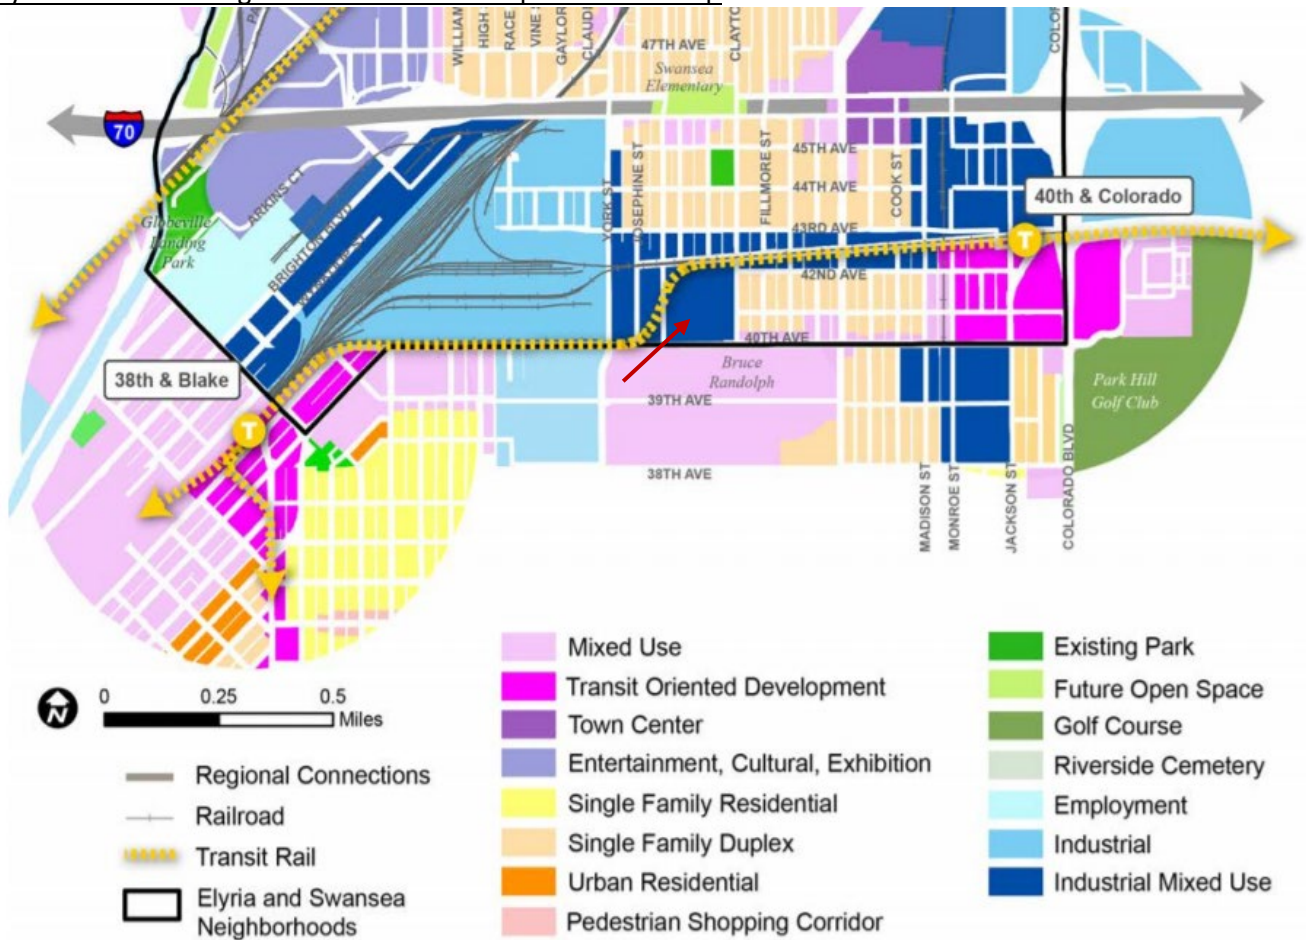 47TH AVE
Swansea
Elementary
70
45TH AVE
44TH AVE
43RD AVE
42ND AVE
40TH AVE
39TH AVE
38TH AVE
HIGH
RACE
VINE
YORK ST
JOSEPHINE ST
FILLMORE ST
COOK ST
MADISON ST
MONROE ST
JACKSON ST
COLORADO BLVD
ARKINS CT
BRIGHTON BLVD
Globeville
Landing
Park
40th & Colorado
T
38th & Blake
T
Bruce
Randolph
Park Hill
Golf Club
N
0 0.25 0.5
Miles
Regional Connections
Railroad
Transit Rail
Elyria and Swansea
Neighborhoods
Mixed Use
Transit Oriented Development
Town Center
Entertainment, Cultural, Exhibition
Single Family Residential
Single Family Duplex
Urban Residential
Pedestrian Shopping Corridor
Existing Park
Future Open Space
Golf Course
Riverside Cemetery
Employment
Industrial
Industrial Mixed Use